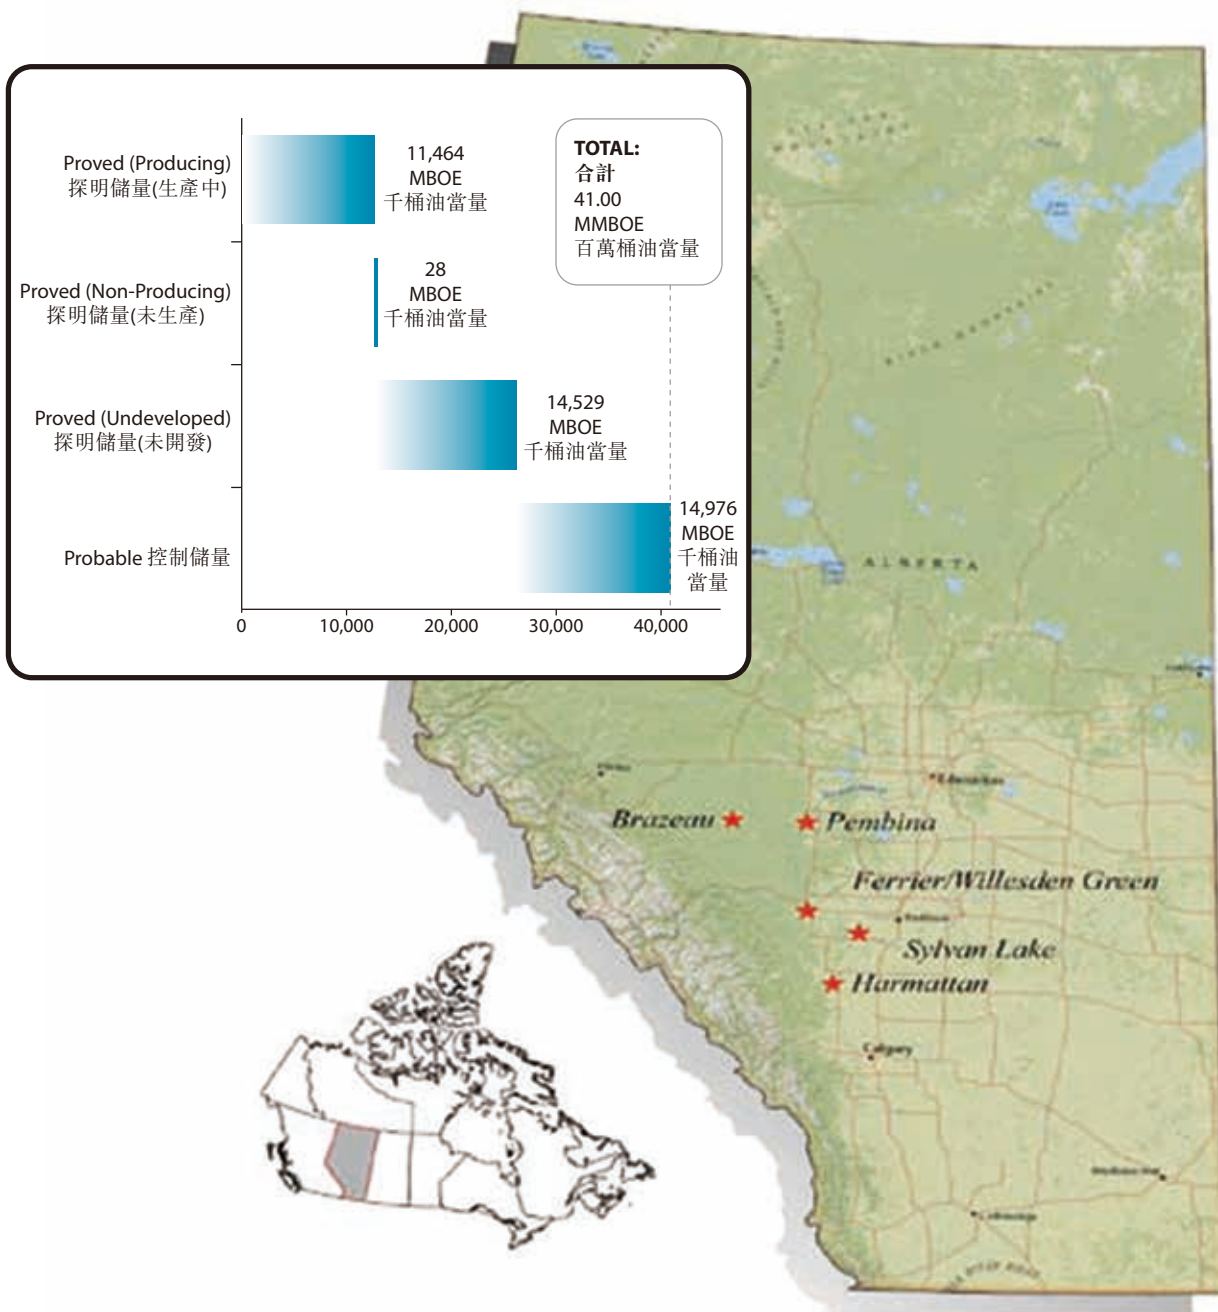 Proved (Producing)
探明儲量(生產中)
11,464
MBOE
千桶油當量
TOTAL:
合計
41.00
MMBOE
百萬桶油當量
Proved (Non-Producing)
探明儲量(未生產)
28
MBOE
千桶油當量
Proved (Undeveloped)
探明儲量(未開發)
14,529
MBOE
千桶油當量
Probable 控制儲量
14,976
MBOE
千桶油
當量
0
10,000
20,000
30,000
40,000
ALBERTA
Edmonton
Brazeau
Pembina
Ferrier/Willesden Green
Sylvan Lake
Harmattan
Calgary